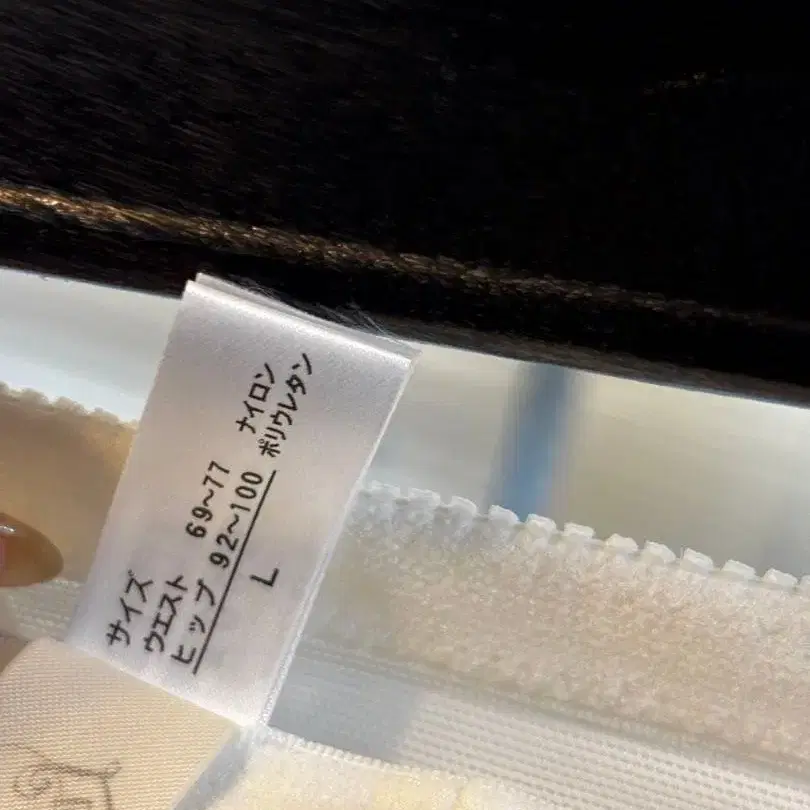 サイズ
ウエスト 69~77
ヒップ 92~100
L
ナイロン
ポリウレタン